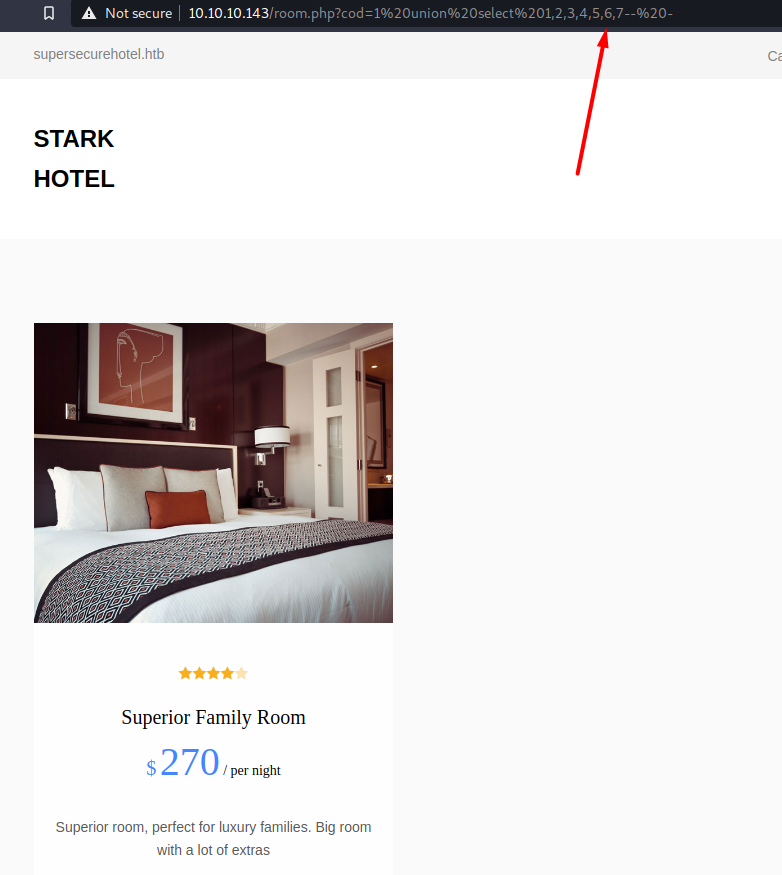 Not secure 10.10.10.143/room.php?cod=1%20union%20select%201,2,3,4,5,6,7--%20-
supersecurehotel.htb Ca
STARK
HOTEL
Superior Family Room
$ 270 / per night
Superior room, perfect for luxury families. Big room
with a lot of extras